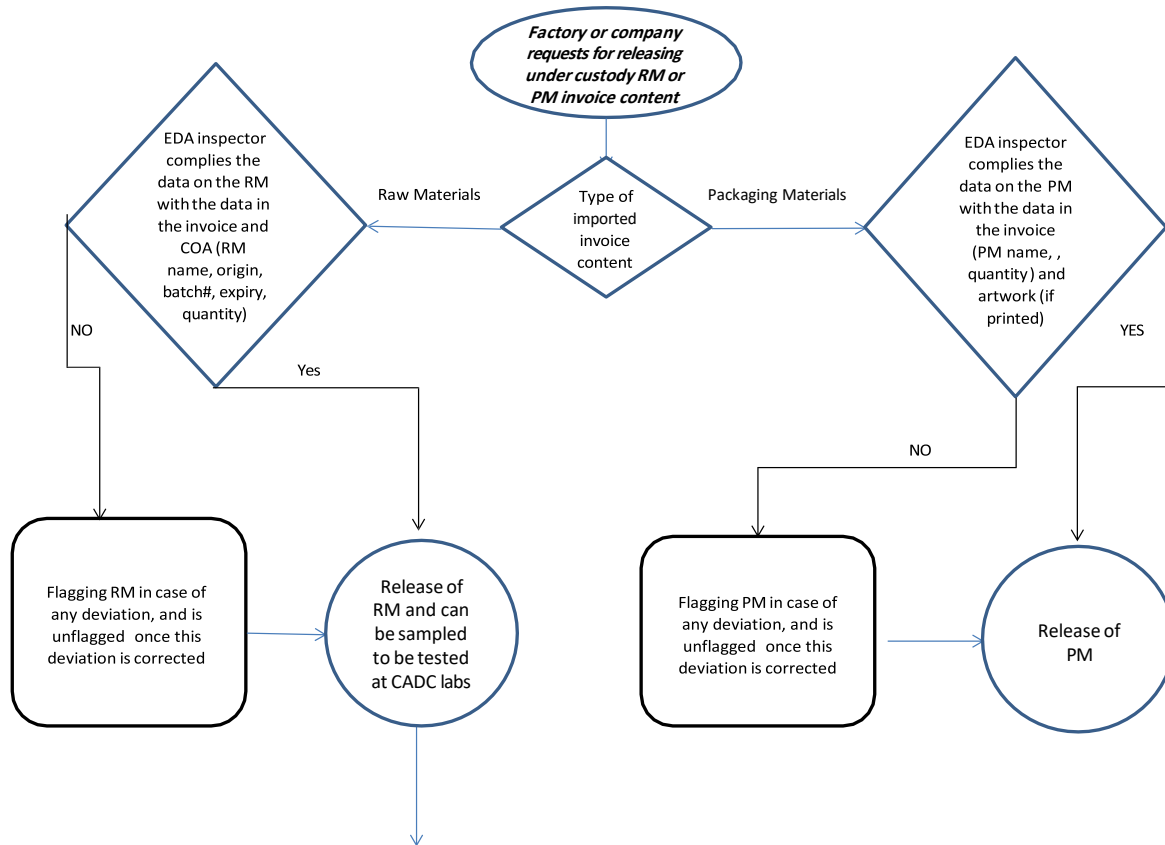 Factory or company
requests for releasing
under custody RM or
PM invoice content
EDA inspector
complies the
data on the RM
with the data in
the invoice and
COA (RM
name, origin,
batch#, expiry,
quantity)
Raw Materials
Type of
imported
invoice
content
Packaging Materials
EDA inspector
complies the
data on the PM
with the data in
the invoice
(PM name, ,
quantity) and
artwork (if
printed)
NO
Yes
NO
YES
Flagging RM in case of
any deviation, and is
unflagged once this
deviation is corrected
Release of
RM and can
be sampled
to be tested
at CADC labs
Flagging PM in case of
any deviation, and is
unflagged once this
deviation is corrected
Release of
PM